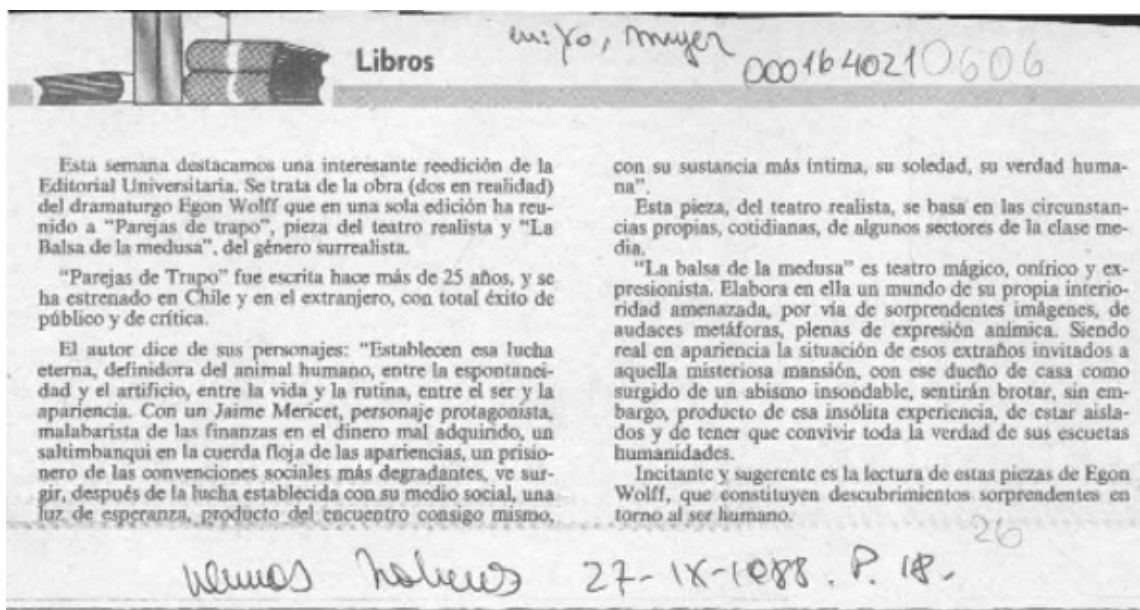 Libros
mujer
000164021 0606
Esta semana destacamos una interesante reedición de la
Editorial Universitaria. Se trata de la obra (dos en realidad)
del dramaturgo Egon Wolff que en una sola edición ha reu-
nido a "Parejas de trapo", pieza del teatro realista y "La
Balsa de la medusa", del género surrealista.
"Parejas de Trapo" fue escrita hace más de 25 años, y se
ha estrenado en Chile y en el extranjero, con total éxito de
público y de crítica.
El autor dice de sus personajes: "Establecen esa lucha
eterna, definidora del animal humano, entre la espontanei-
dad y el artificio, entre la vida y la rutina, entre el ser y la
apariencia. Con un Jaime Mericet, personaje protagonista,
malabarista de las finanzas en el dinero mal adquirido, un
saltimbanqui en la cuerda floja de las apariencias, un prisio-
nero de las convenciones sociales más degradantes, ve sur-
gir, después de la lucha establecida con su medio social, una
luz de esperanza, producto del encuentro consigo mismo,
con su sustancia más íntima, su soledad, su verdad huma-
na".
Esta pieza, del teatro realista, se basa en las circunstan-
cias propias, cotidianas, de algunos sectores de la clase me-
dia.
"La balsa de la medusa" es teatro mágico, onírico y ex-
presionista. Elabora en ella un mundo de su propia interio-
ridad amenazada, por vía de sorprendentes imágenes, de
audaces metáforas, plenas de expresión anímica. Siendo
real en apariencia la situación de esos extraños invitados a
aquella misteriosa mansión, con ese dueño de casa como
surgido de un abismo insondable, sentirán brotar, sin em-
bargo, producto de esa insólita experiencia, de estar aisla-
dos y de tener que convivir toda la verdad de sus escuetas
humanidades.
Incitante y sugerente es la lectura de estas piezas de Egon
Wolff, que constituyen descubrimientos sorprendentes en
torno al ser humano.
26
27-IX-1988. P. 18.